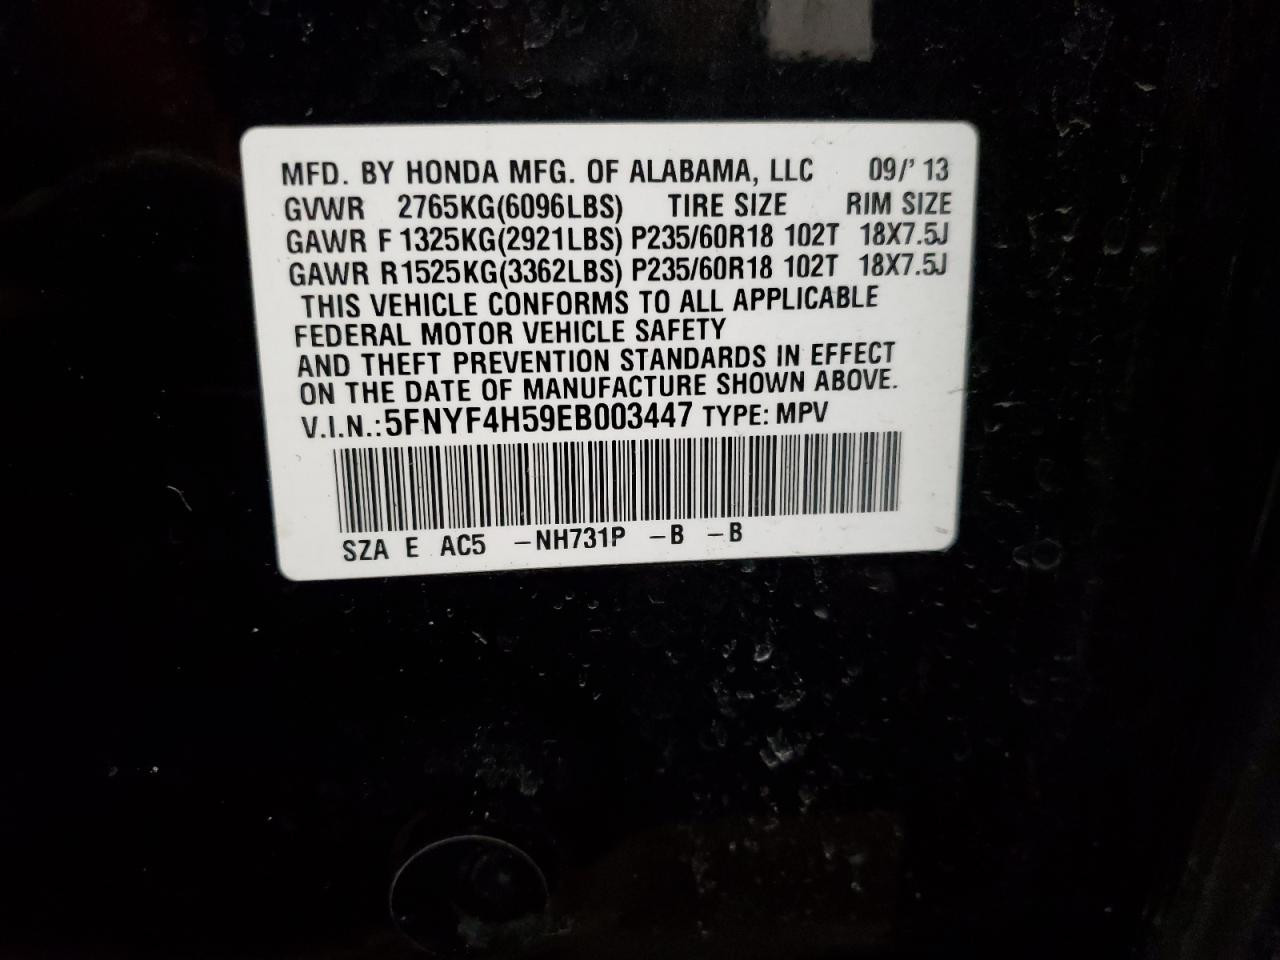 MFD. BY HONDA MFG. OF ALABAMA, LLC 09/' 13
GVWR 2765KG(6096LBS) TIRE SIZE RIM SIZE
GAWR F 1325KG(2921LBS) P235/60R18 102T 18X7.5J
GAWR R1525KG(3362LBS) P235/60R18 102T 18X7.5J
THIS VEHICLE CONFORMS TO ALL APPLICABLE
FEDERAL MOTOR VEHICLE SAFETY
AND THEFT PREVENTION STANDARDS IN EFFECT
ON THE DATE OF MANUFACTURE SHOWN ABOVE.
V.I.N.:5FNYF4H59EB003447 TYPE: MPV
SZA E AC5 -NH731P -B -B